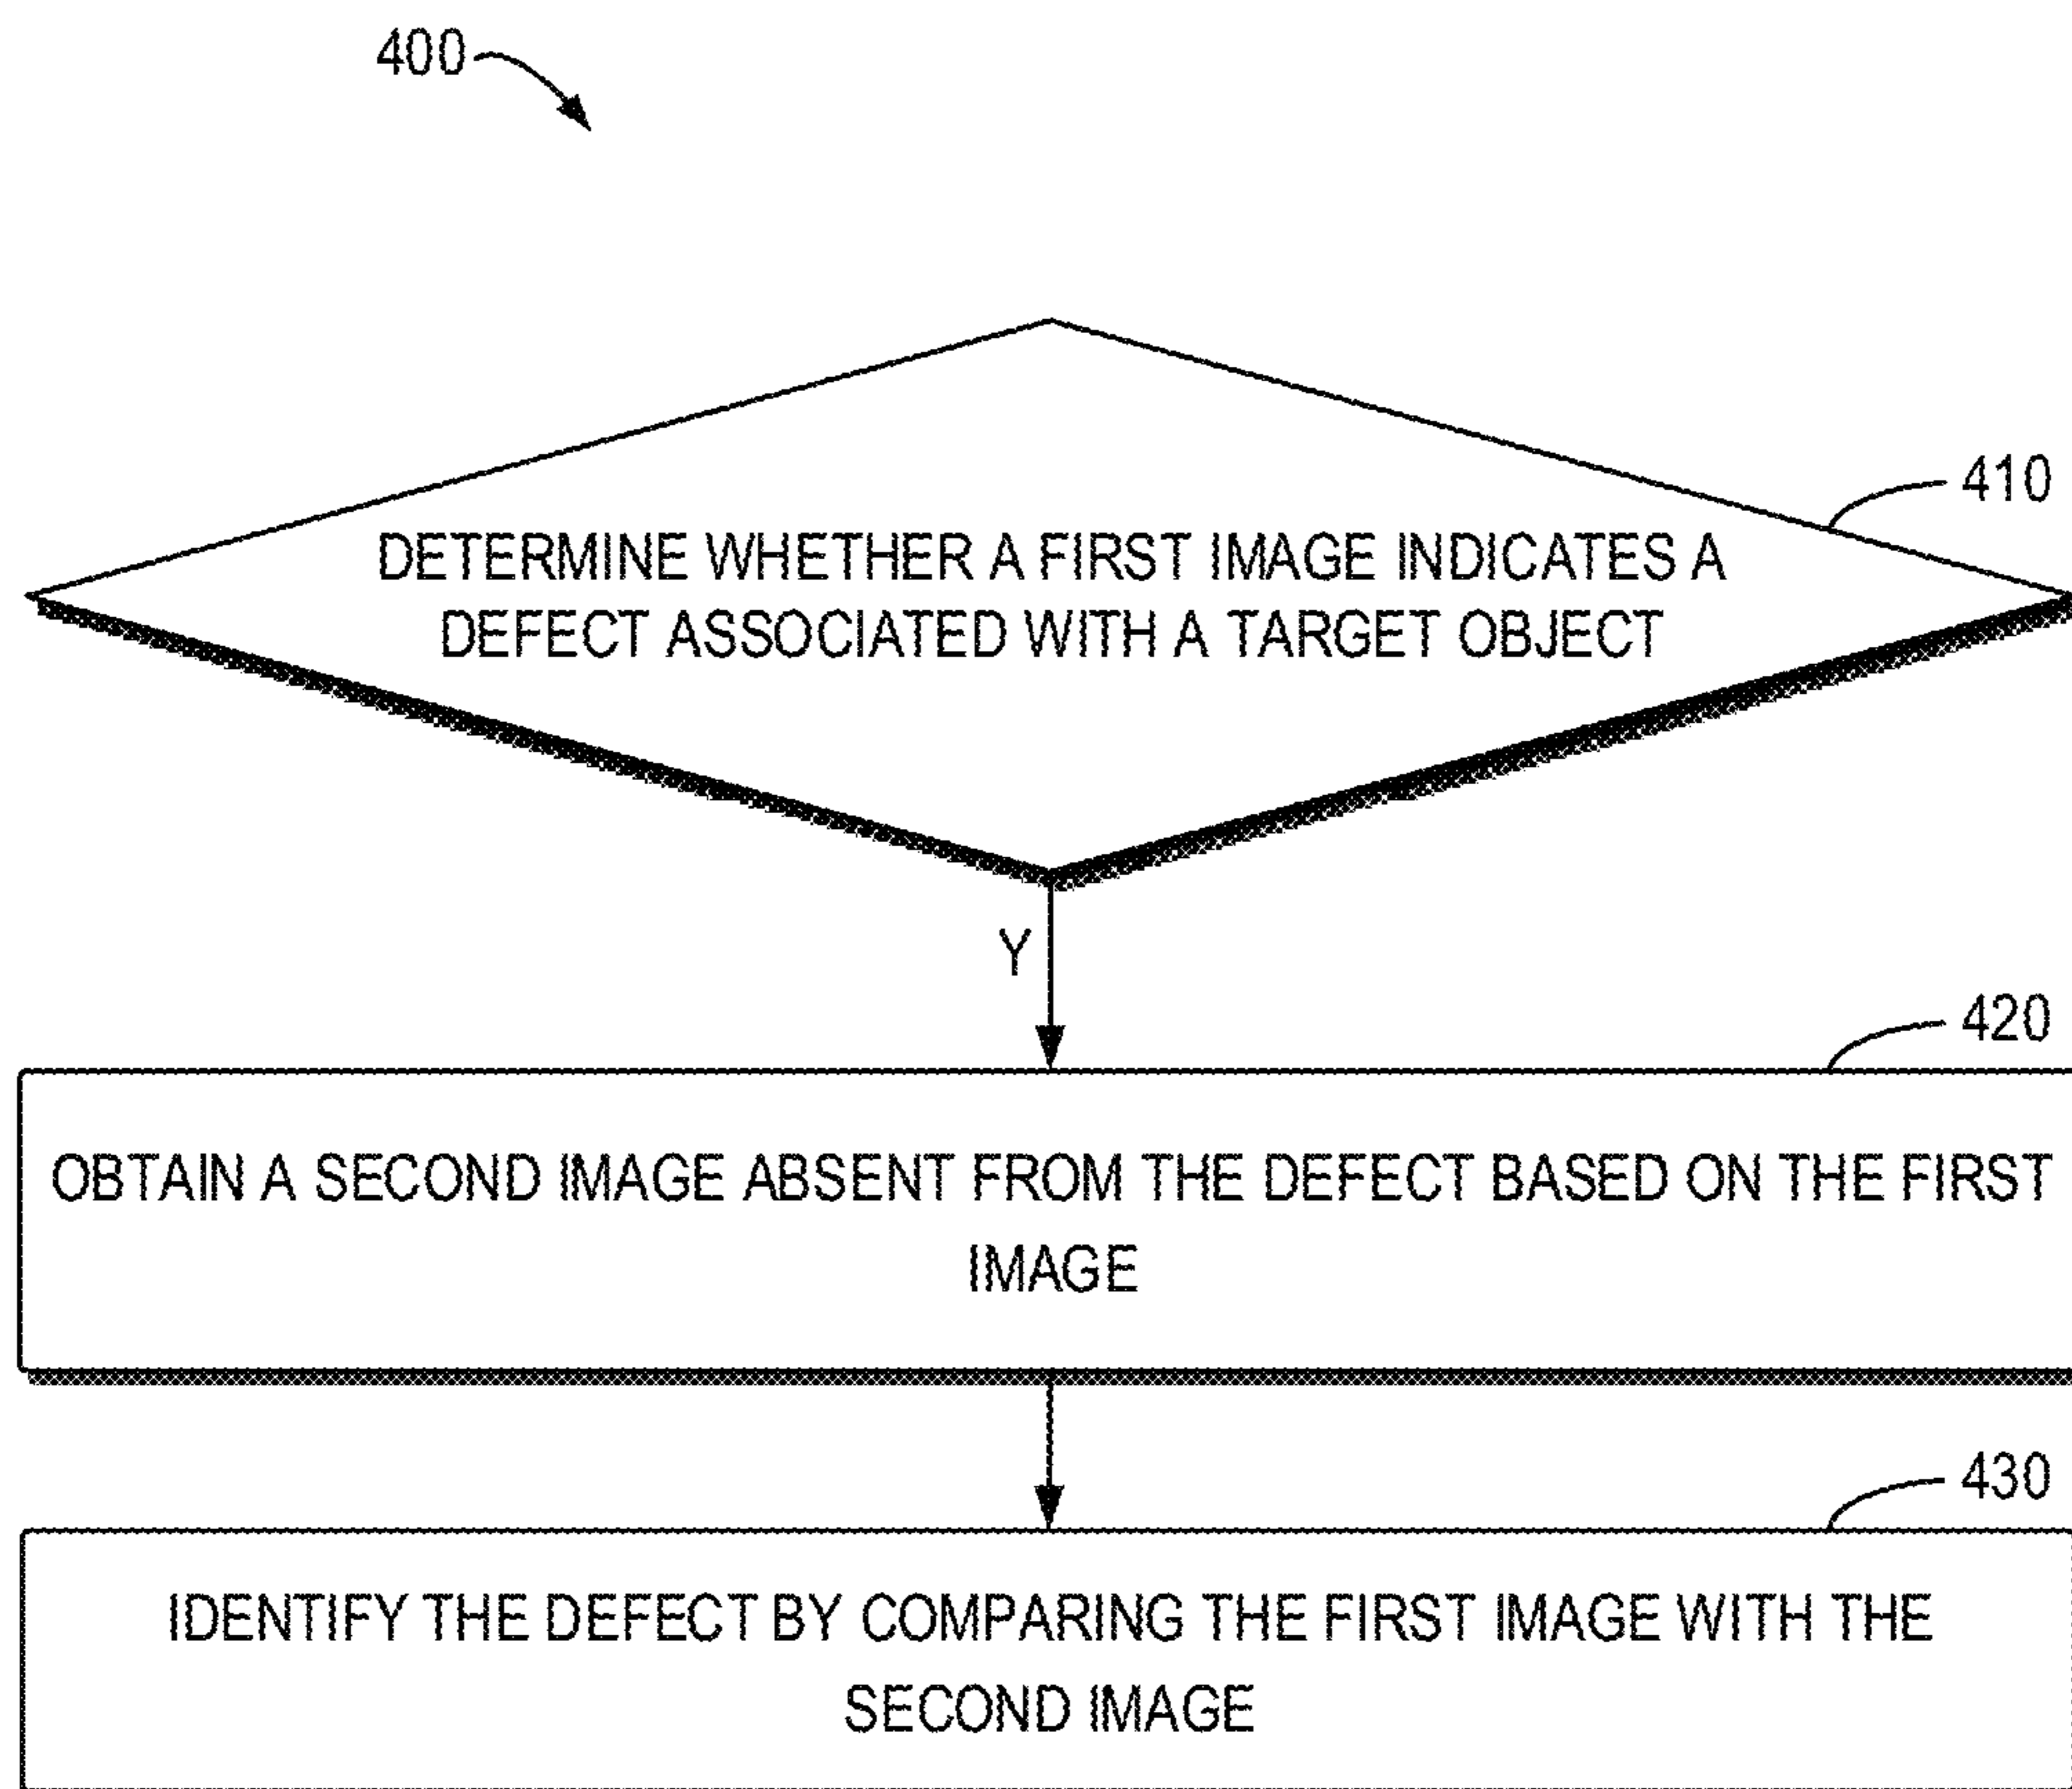 400
410
DETERMINE WHETHER A FIRST IMAGE INDICATES A
DEFECT ASSOCIATED WITH A TARGET OBJECT
Y
420
OBTAIN A SECOND IMAGE ABSENT FROM THE DEFECT BASED ON THE FIRST
IMAGE
430
IDENTIFY THE DEFECT BY COMPARING THE FIRST IMAGE WITH THE
SECOND IMAGE